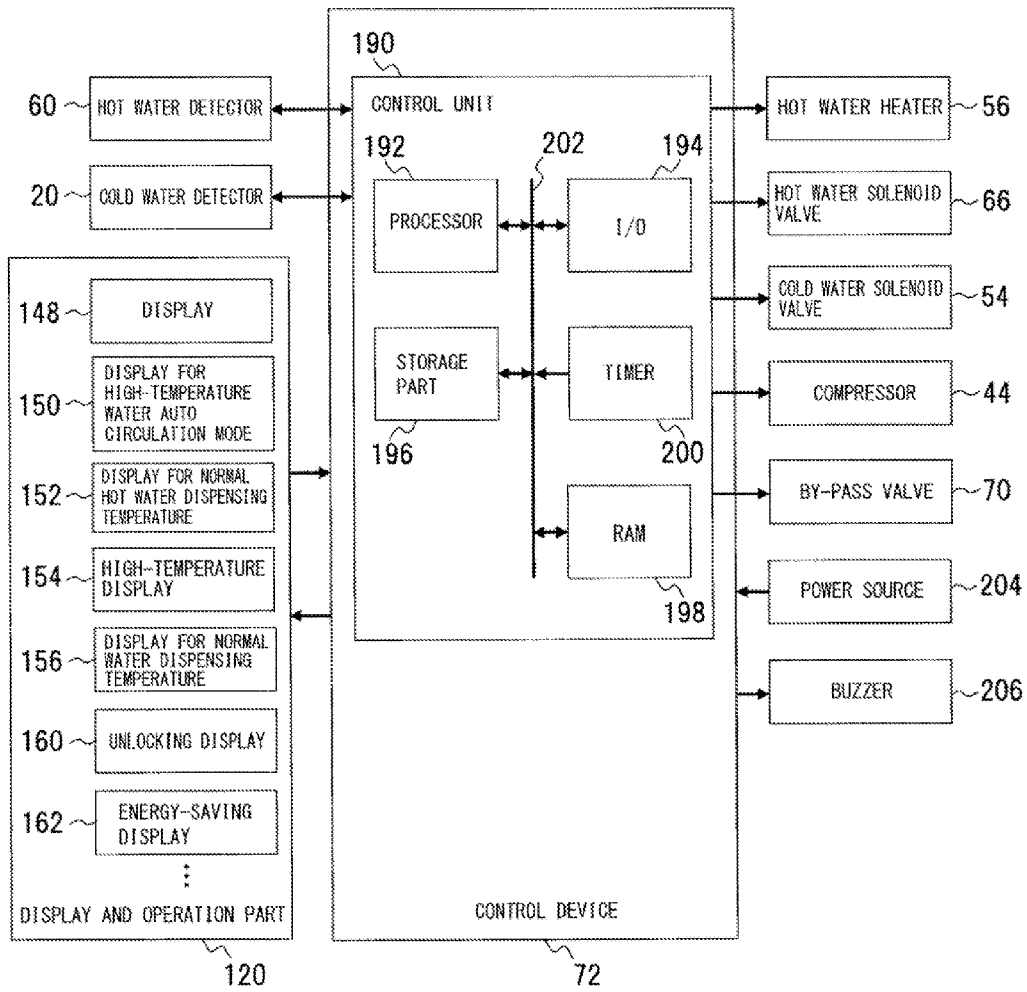 190
60
HOT WATER DETECTOR
CONTROL UNIT
HOT WATER HEATER
56
192
202
194
20
COLD WATER DETECTOR
PROCESSOR
I/O
HOT WATER SOLENOID
VALVE
66
148
DISPLAY
COLD WATER SOLENOID
VALVE
54
150
DISPLAY FOR
HIGH-TEMPERATURE
WATER AUTO
CIRCULATION MODE
STORAGE
PART
TIMER
COMPRESSOR
44
196
200
152
DISPLAY FOR NORMAL
HOT WATER DISPENSING
TEMPERATURE
BY-PASS VALVE
70
154
HIGH-TEMPERATURE
DISPLAY
RAM
198
POWER SOURCE
204
156
DISPLAY FOR NORMAL
WATER DISPENSING
TEMPERATURE
BUZZER
206
160
UNLOCKING DISPLAY
162
ENERGY-SAVING
DISPLAY
DISPLAY AND OPERATION PART
CONTROL DEVICE
120
72